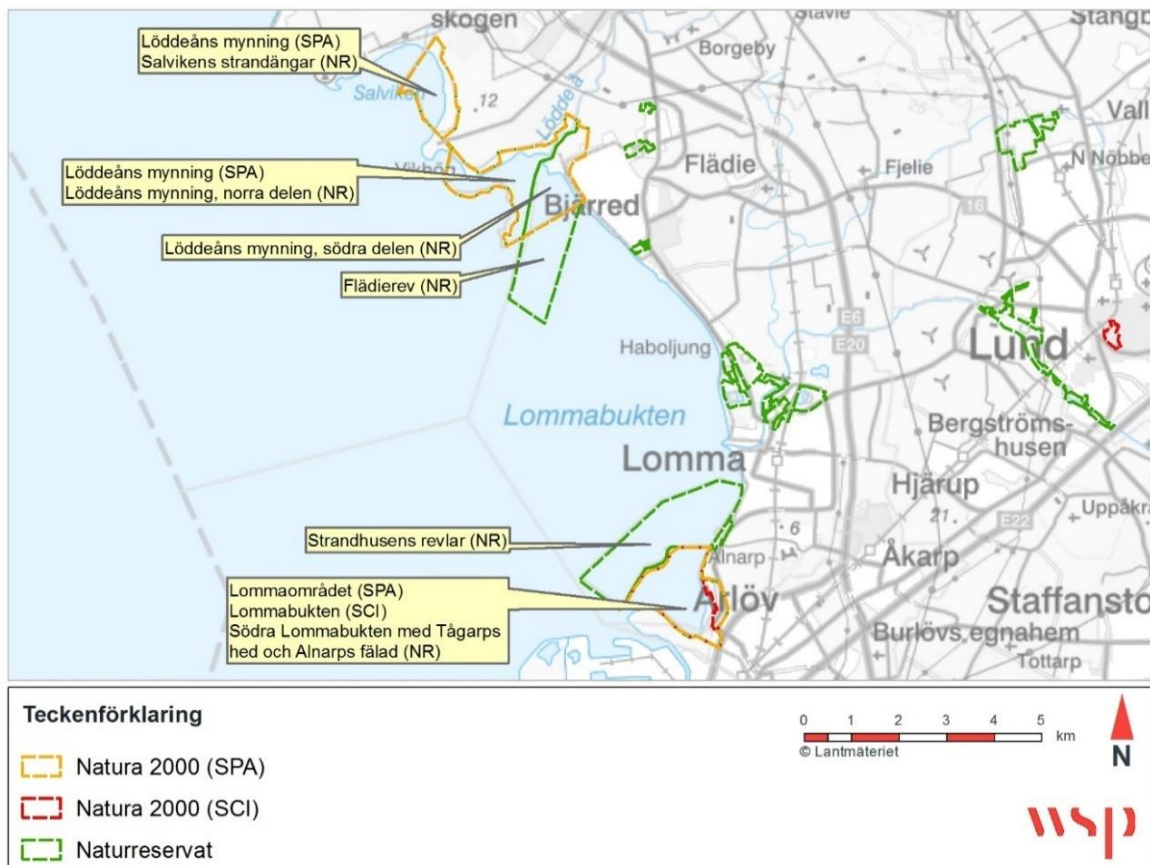 skogen
Stävie
Stångb
Löddeåns mynning (SPA)
Salvikens strandängar (NR)
Borgeby
Salviken
12
Lödde å
26
Vall
N Nöbbe
Vikhög
Löddeåns mynning (SPA)
Löddeåns mynning, norra delen (NR)
Flädie
Fjelie
Bjärred
16
Löddeåns mynning, södra delen (NR)
Flädierev (NR)
E6
E20
Haboljung
Lund
Lommabukten
Bergströms-
husen
Lomma
Hjärup
Uppåkra
21
E22
Strandhusens revlar (NR)
6
Alnarp
Åkarp
Lommaområdet (SPA)
Lommabukten (SCI)
Södra Lommabukten med Tågarps
hed och Alnarps fälad (NR)
Arlöv
Staffansto
Burlövs egnahem
Tottarp
Teckenförklaring
Natura 2000 (SPA)
Natura 2000 (SCI)
Naturreservat
0 1 2 3 4 5
km
© Lantmäteriet
N
wsp